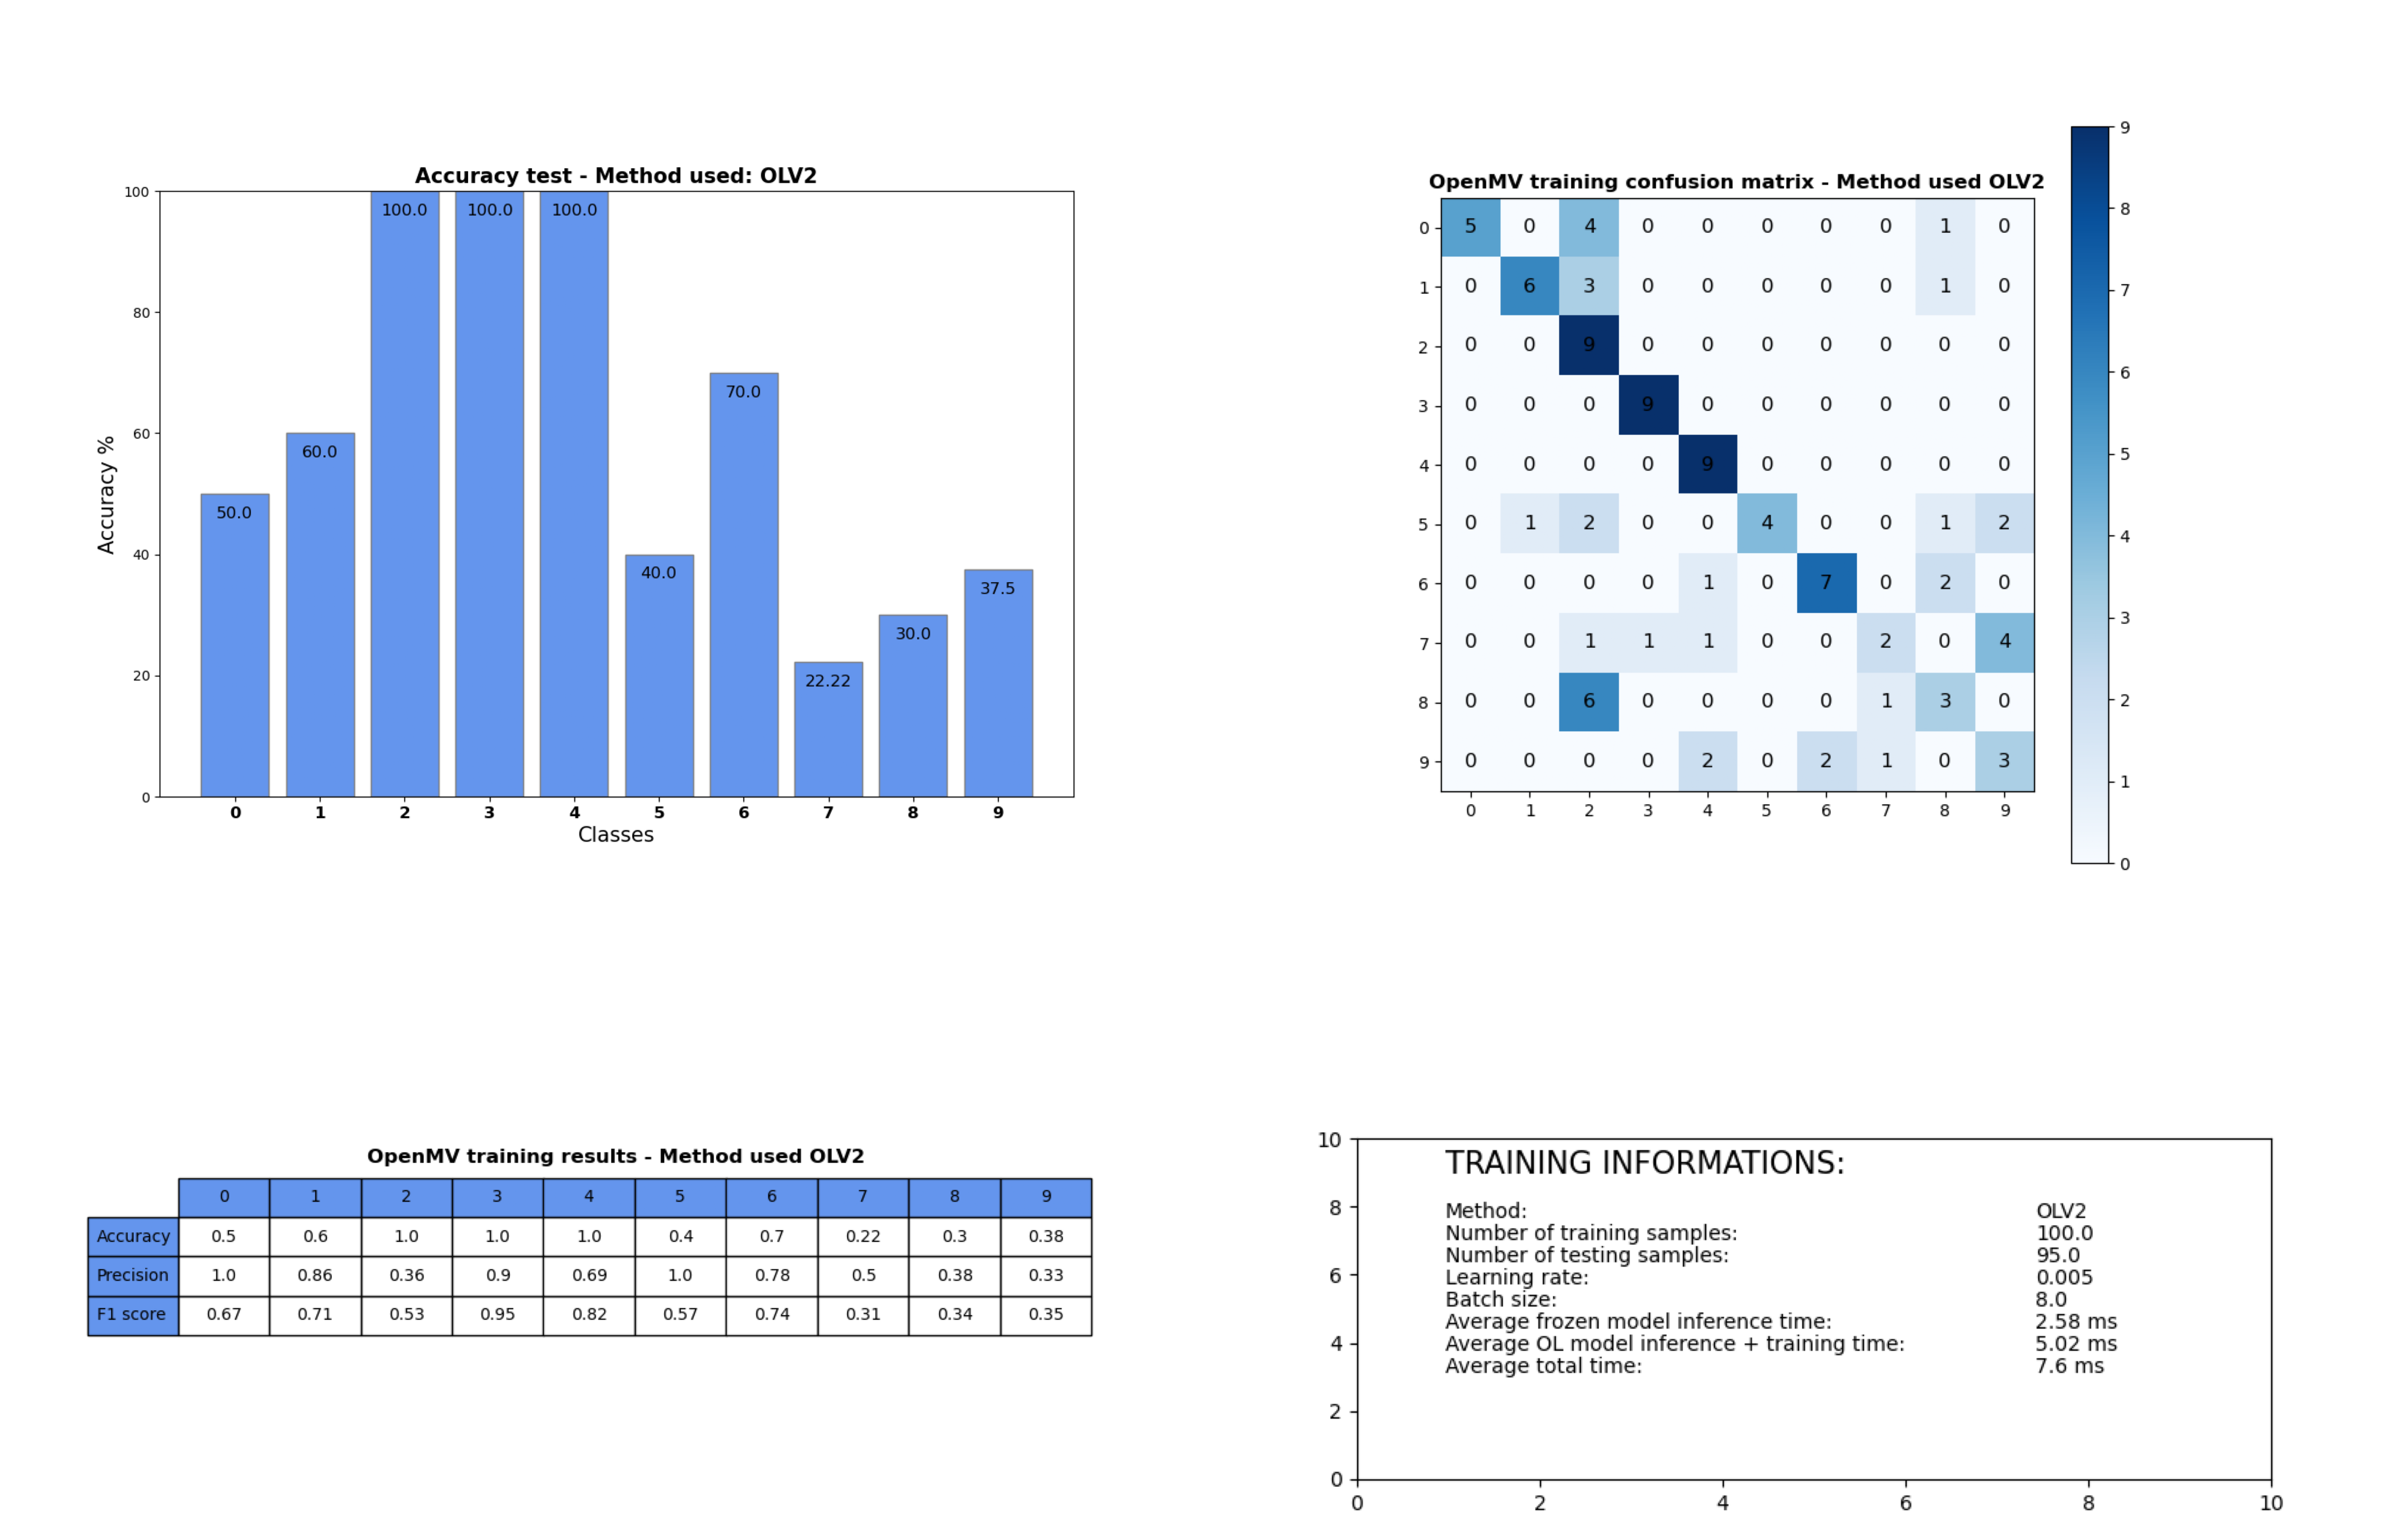 Accuracy test - Method used: OLV2
100
80
60
40
20
0
Accuracy %
50.0
60.0
100.0
100.0
100.0
40.0
70.0
22.22
30.0
37.5
0 1 2 3 4 5 6 7 8 9
Classes
OpenMV training confusion matrix - Method used OLV2
0 5 0 4 0 0 0 0 0 1 0
1 0 6 3 0 0 0 0 0 1 0
2 0 0 9 0 0 0 0 0 0 0
3 0 0 0 9 0 0 0 0 0 0
4 0 0 0 0 9 0 0 0 0 0
5 0 1 2 0 0 4 0 0 1 2
6 0 0 0 0 1 0 7 0 2 0
7 0 0 1 1 1 0 0 2 0 4
8 0 0 6 0 0 0 0 1 3 0
9 0 0 0 0 2 0 2 1 0 3
0 1 2 3 4 5 6 7 8 9
9
8
7
6
5
4
3
2
1
0
OpenMV training results - Method used OLV2
0 1 2 3 4 5 6 7 8 9
Accuracy 0.5 0.6 1.0 1.0 1.0 0.4 0.7 0.22 0.3 0.38
Precision 1.0 0.86 0.36 0.9 0.69 1.0 0.78 0.5 0.38 0.33
F1 score 0.67 0.71 0.53 0.95 0.82 0.57 0.74 0.31 0.34 0.35
10
8
6
4
2
0
TRAINING INFORMATIONS:
Method: OLV2
Number of training samples: 100.0
Number of testing samples: 95.0
Learning rate: 0.005
Batch size: 8.0
Average frozen model inference time: 2.58 ms
Average OL model inference + training time: 5.02 ms
Average total time: 7.6 ms
0 2 4 6 8 10